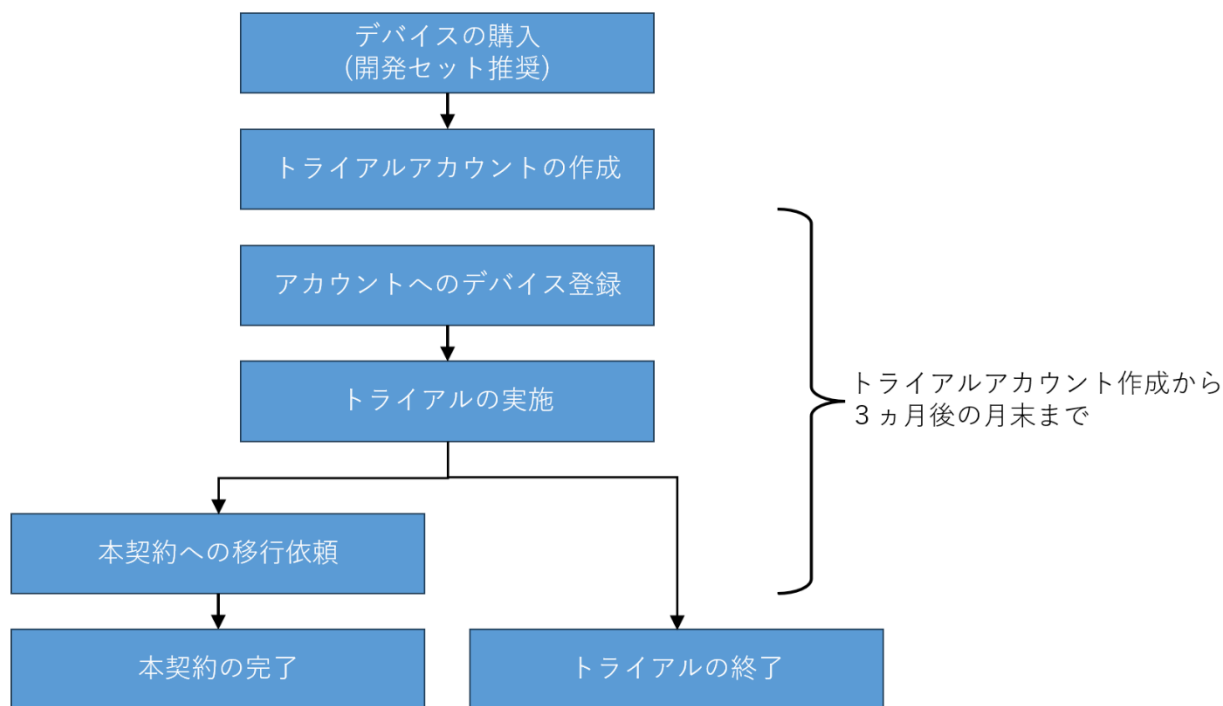 デバイスの購入
(開発セット推奨)
トライアルアカウントの作成
アカウントへのデバイス登録
トライアルの実施
トライアルアカウント作成から
３ヵ月後の月末まで
本契約への移行依頼
本契約の完了
トライアルの終了